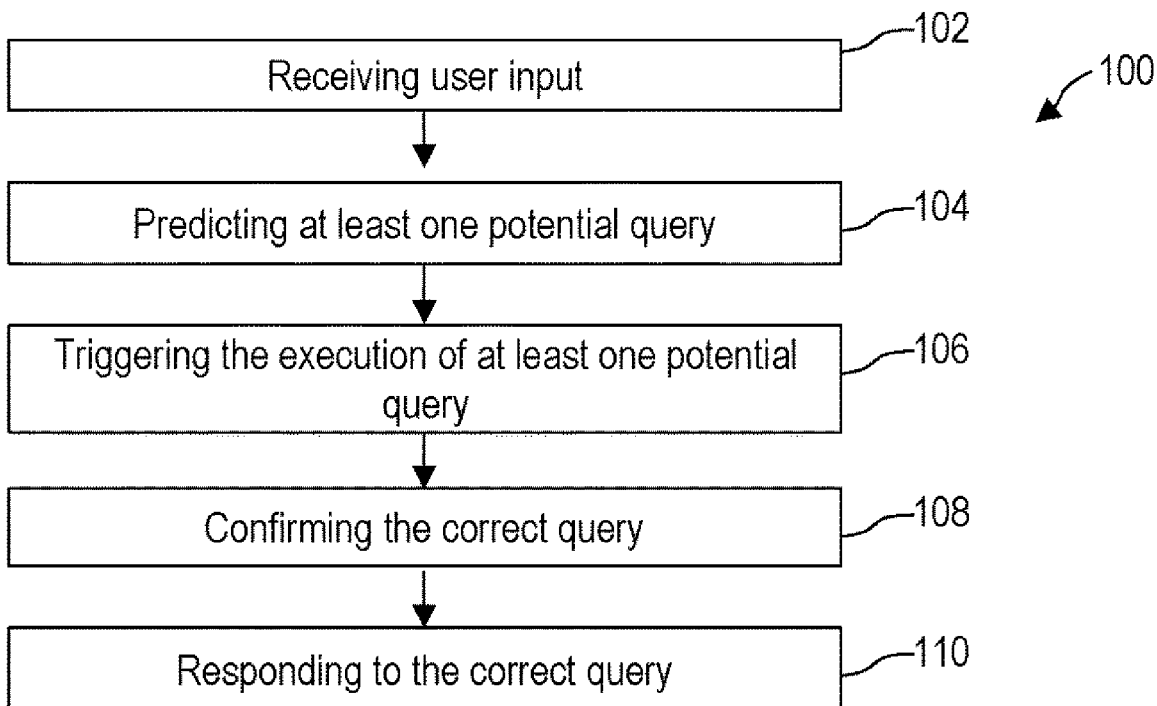 102
Receiving user input
100
104
Predicting at least one potential query
106
Triggering the execution of at least one potential
query
108
Confirming the correct query
110
Responding to the correct query